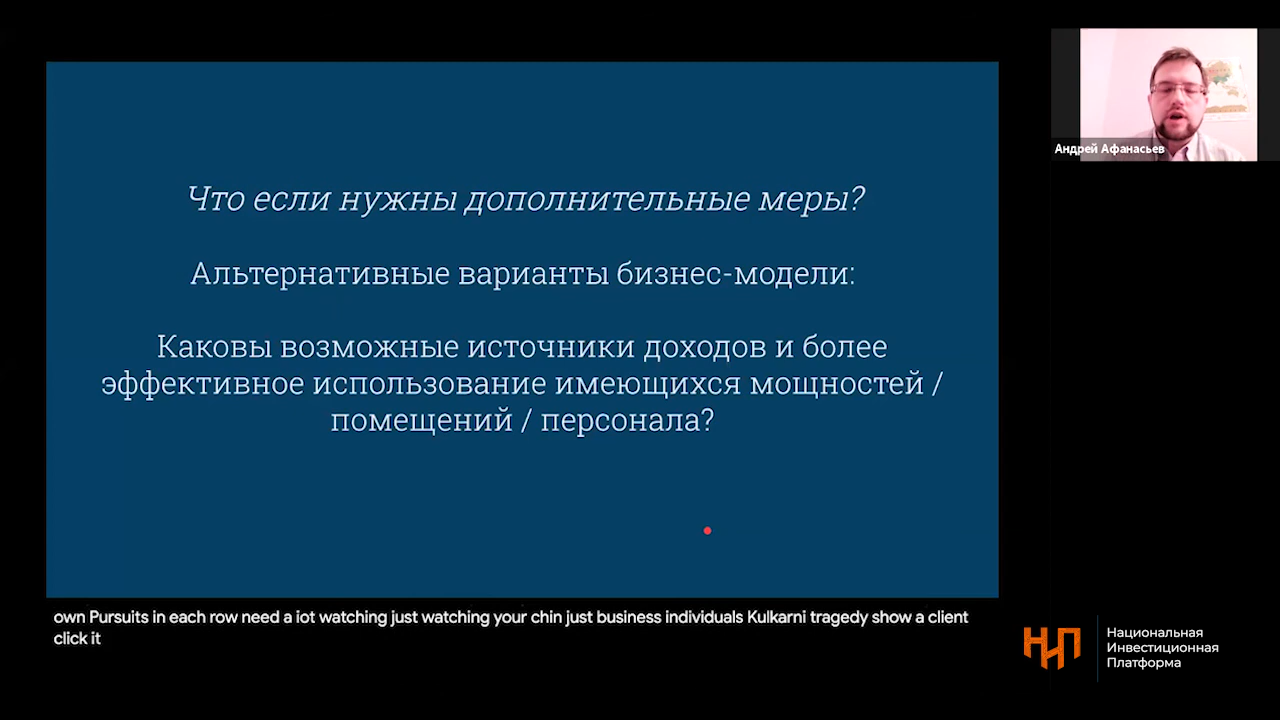 Что если нужны дополнительные меры?
Альтернативные варианты бизнес-модели:
Каковы возможные источники доходов и более
эффективное использование имеющихся мощностей /
помещений / персонала?
Андрей Афанасьев
own Pursuits in each row need a iot watching just watching your chin just business individuals Kulkarni tragedy show a client
click it
НИП
Национальная
Инвестиционная
Платформа